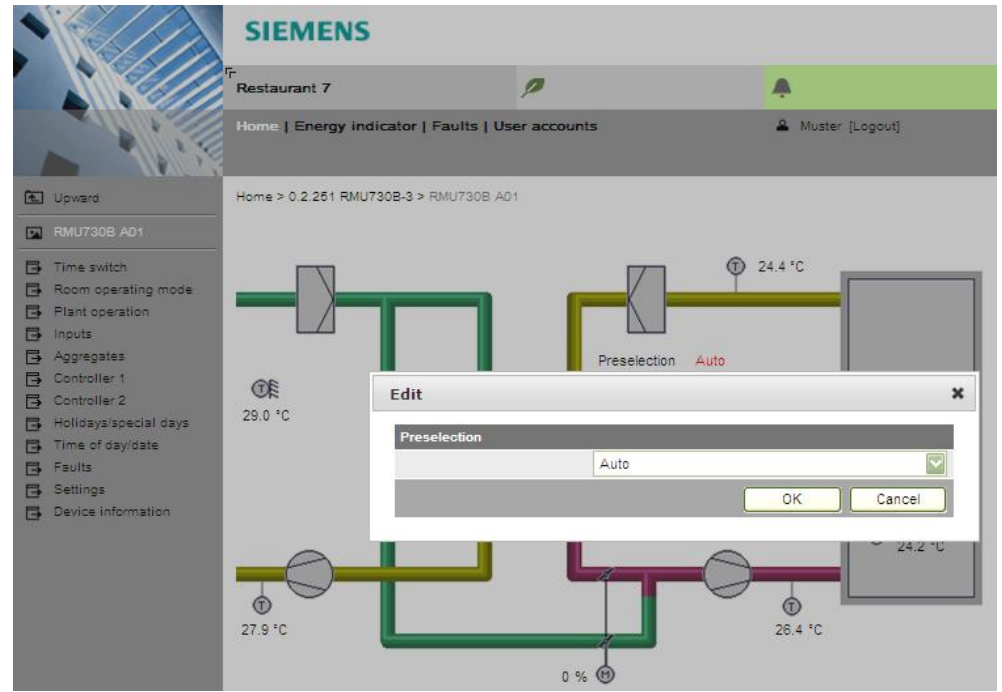 SIEMENS
Restaurant 7
Home | Energy indicator | Faults | User accounts
Muster [Logout]
Upward
RMU730B A01
Time switch
Room operating mode
Plant operation
Inputs
Aggregates
Controller 1
Controller 2
Holidays/special days
Time of day/date
Faults
Settings
Device information
Home > 0.2.251 RMU730B-3 > RMU730B A01
T 24.4 °C
Preselection Auto
T
29.0 °C
Edit
Preselection
Auto
OK Cancel
24.2 °C
T
27.9 °C
T
26.4 °C
0 % M